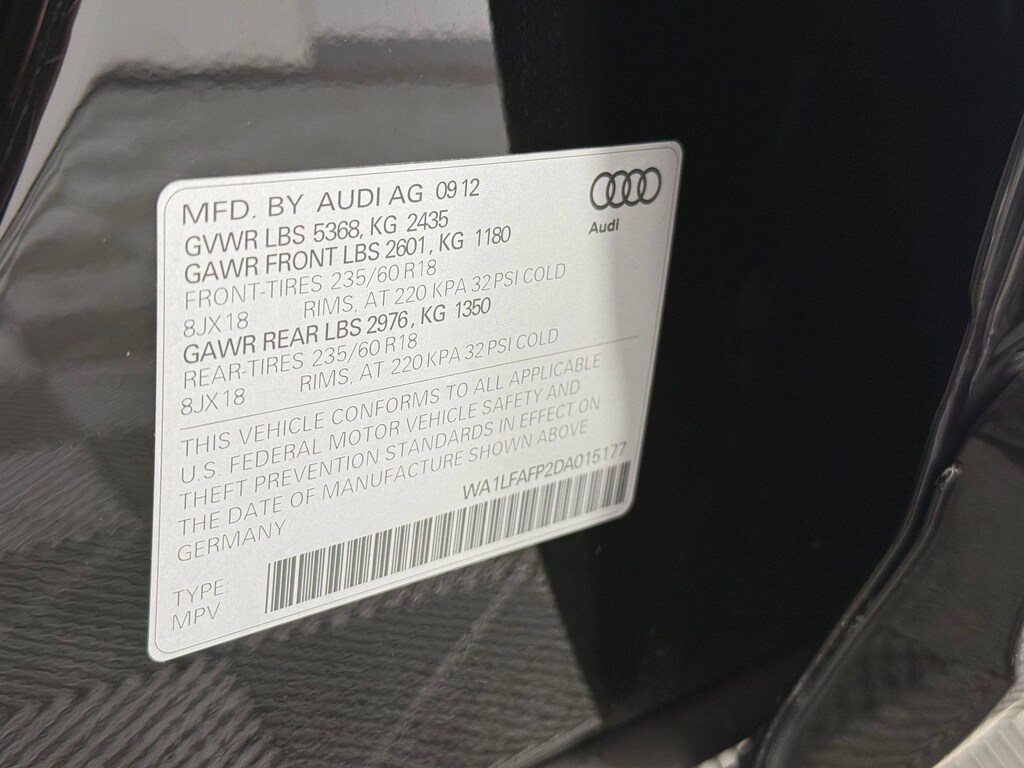 MFD. BY AUDI AG 09 12
GVWR LBS 5368, KG 2435
GAWR FRONT LBS 2601, KG 1180
FRONT-TIRES 235/60 R18
8JX18 RIMS, AT 220 KPA 32 PSI COLD
GAWR REAR LBS 2976, KG 1350
REAR-TIRES 235/60 R18
8JX18 RIMS, AT 220 KPA 32 PSI COLD
Audi
THIS VEHICLE CONFORMS TO ALL APPLICABLE
U.S. FEDERAL MOTOR VEHICLE SAFETY AND
THEFT PREVENTION STANDARDS IN EFFECT ON
THE DATE OF MANUFACTURE SHOWN ABOVE
GERMANY
WA1LFAFP2DA015177
TYPE
MPV